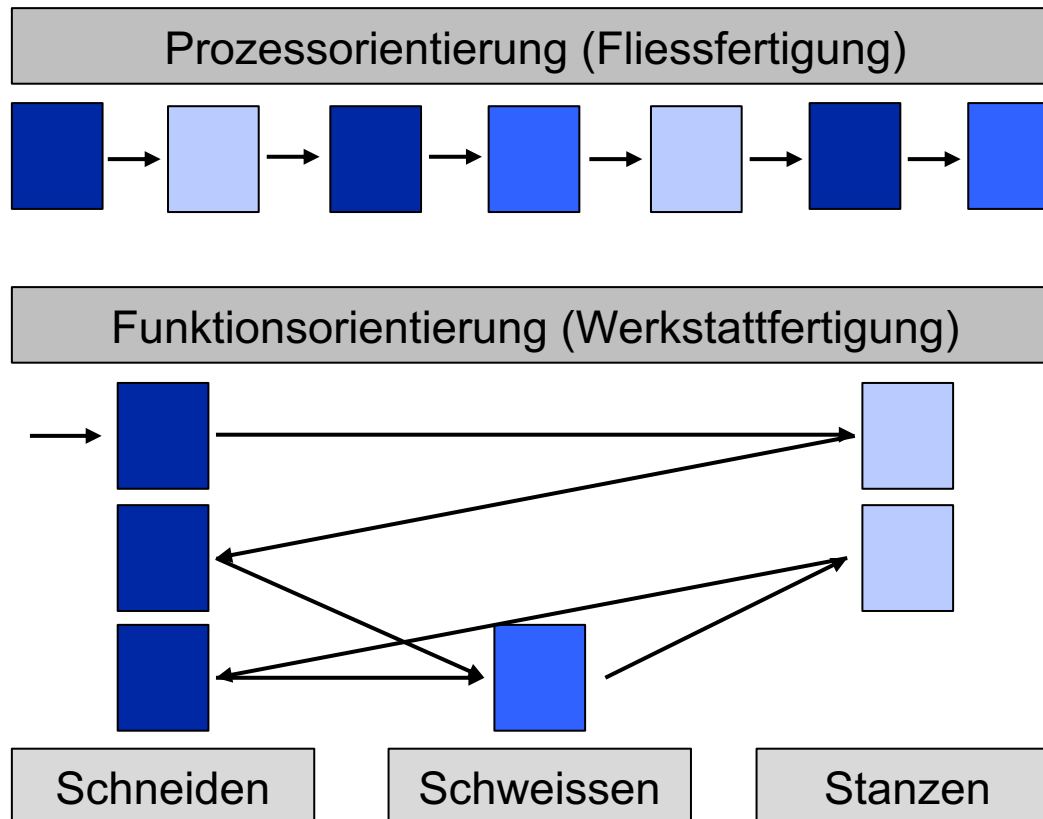 Prozessorientierung (Fliessfertigung)
Funktionsorientierung (Werkstattfertigung)
Schneiden
Schweissen
Stanzen